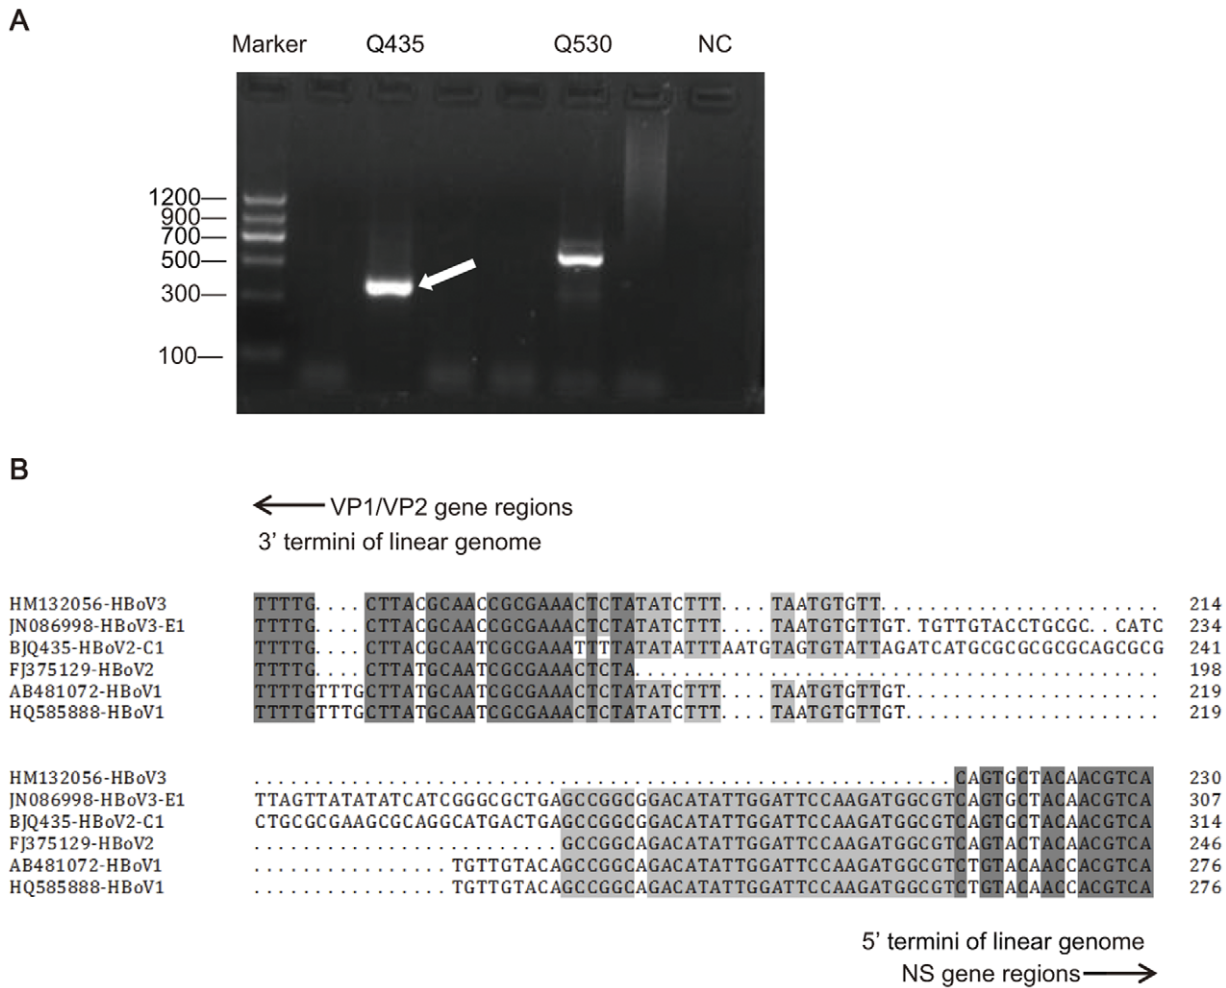 A
Marker Q435 Q530 NC
1200
900
700
500
300
100
B
VP1/VP2 gene regions
3’ termini of linear genome
HM132056-HBoV3 TTTTG....CTTACGCAACCGCGAAACTCTATATCTTT....TAATGTGTT....................... 214
JN086998-HBoV3-E1 TTTTG....CTTACGCAACCGCGAAACTCTATATCTTT....TAATGTGTTGT.TGTTGTACCTGCGC..CATC 234
BJQ435-HBoV2-C1 TTTTG....CTTACGCAATCGCGAAATTTTATATATTTAATGTAGTGTATTAGATCATGCGCGCGCGCAGCGCG 241
FJ375129-HBoV2 TTTTG....CTTATGCAATCGCGAAACTCTA........................................... 198
AB481072-HBoV1 TTTTGTTTGCTTATGCAATCGCGAAACTCTATATCTTT....TAATGTGTTGT..................... 219
HQ585888-HBoV1 TTTTGTTTGCTTATGCAATCGCGAAACTCTATATCTTT....TAATGTGTTGT..................... 219
HM132056-HBoV3 .........................................................CAGTGCTACAACGTCA 230
JN086998-HBoV3-E1 TTAGTTATATATCATCGGGCGCTGAGCCGGCGGACATATTGGATTCCAAGATGGCGTCAGTGCTACAACGTCA 307
BJQ435-HBoV2-C1 CTGCGCGAAGCGCAGGCATGACTGAGCCGGCGGACATATTGGATTCCAAGATGGCGTCAGTGCTACAACGTCA 314
FJ375129-HBoV2 .........................GCCGGCAGACATATTGGATTCCAAGATGGCGTCAGTACTACAACGTCA 246
AB481072-HBoV1 ................TGTTGTACAGCCGGCAGACATATTGGATTCCAAGATGGCGTCTGTACAACCACGTCA 276
HQ585888-HBoV1 ................TGTTGTACAGCCGGCAGACATATTGGATTCCAAGATGGCGTCTGTACAACCACGTCA 276
5’ termini of linear genome
NS gene regions